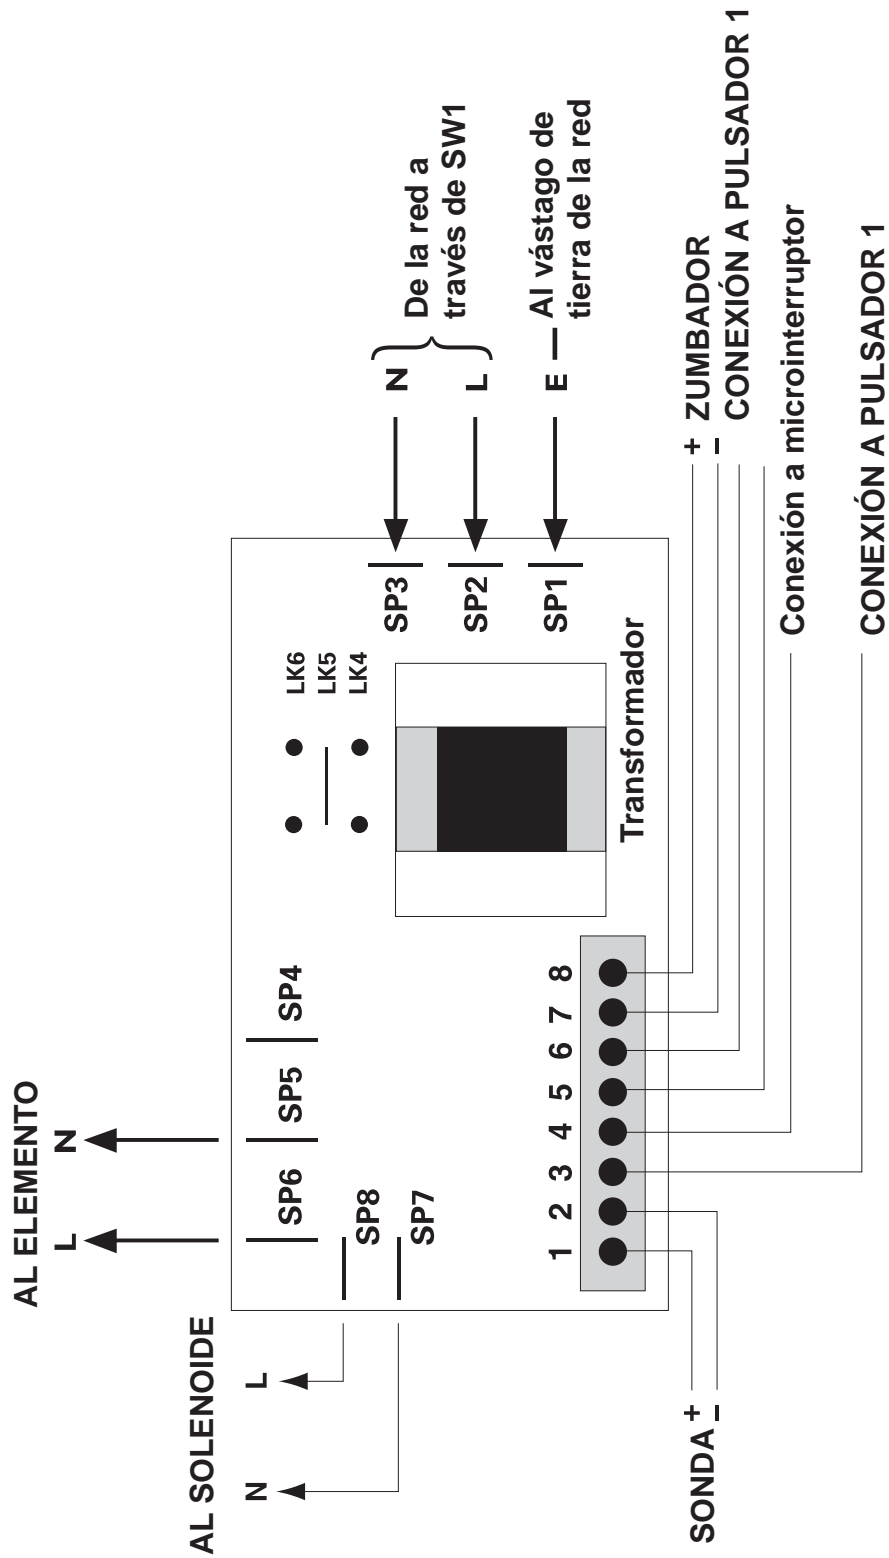 AL ELEMENTO
L
N
AL SOLENOIDE
L
N
SP6
SP5
SP4
SP8
SP7
LK6
LK5
LK4
SP3
SP2
SP1
N
L
E
De la red a
través de SW1
Al vástago de
tierra de la red
Transformador
1 2 3 4 5 6 7 8
SONDA + –
+ ZUMBADOR
–
CONEXIÓN A PULSADOR 1
Conexión a microinterruptor
CONEXIÓN A PULSADOR 1